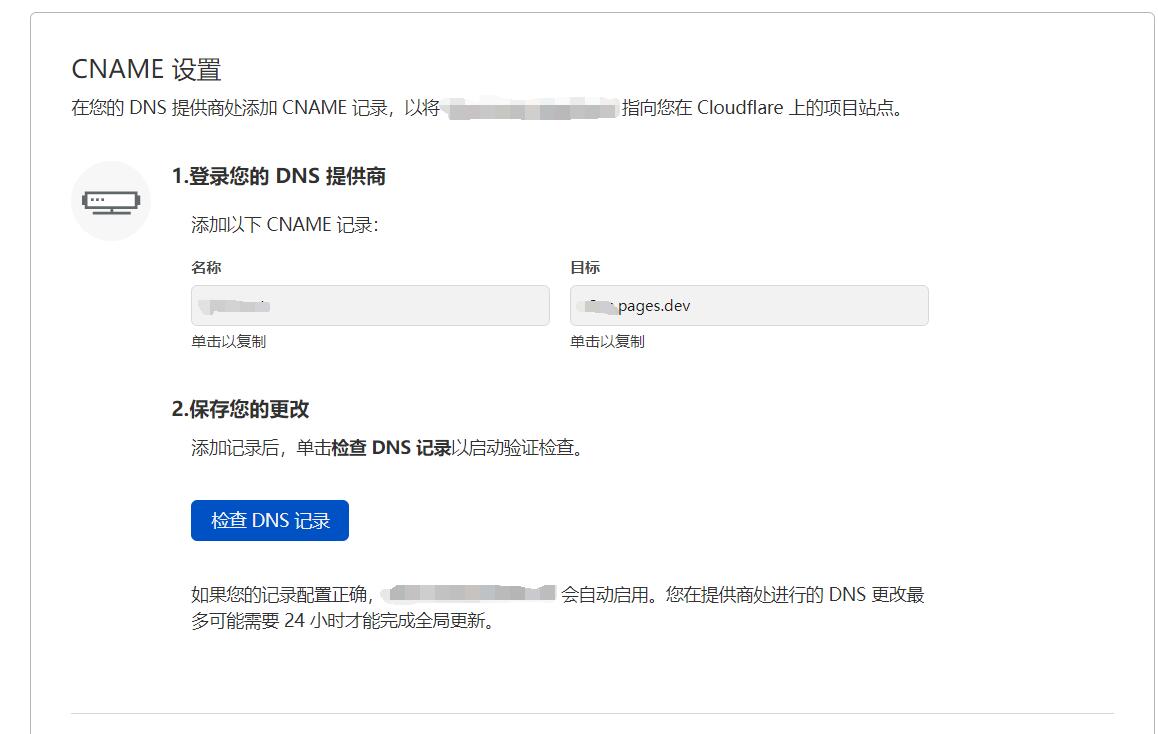 CNAME 设置
在您的 DNS 提供商处添加 CNAME 记录，以将 指向您在 Cloudflare 上的项目站点。
1.登录您的 DNS 提供商
添加以下 CNAME 记录：
名称 目标
.pages.dev
单击以复制 单击以复制
2.保存您的更改
添加记录后，单击检查 DNS 记录以启动验证检查。
检查 DNS 记录
如果您的记录配置正确， 会自动启用。您在提供商处进行的 DNS 更改最
多可能需要 24 小时才能完成全局更新。